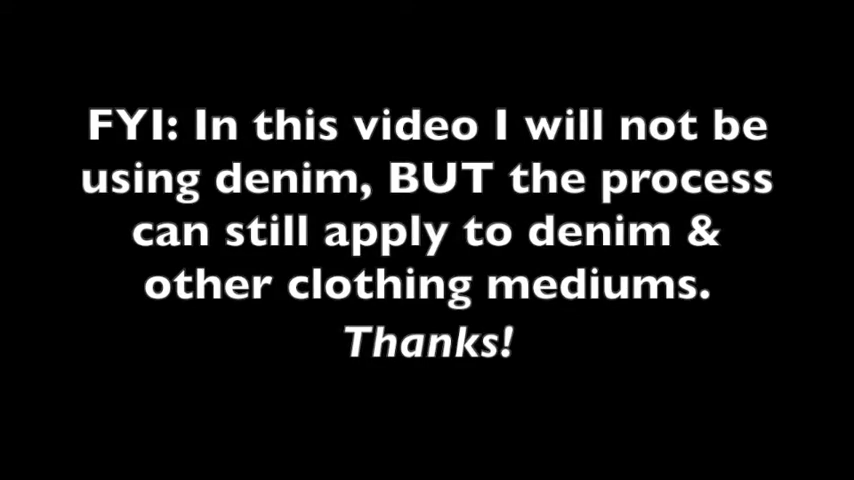 FYI: In this video I will not be
using denim, BUT the process
can still apply to denim &
other clothing mediums.
Thanks!